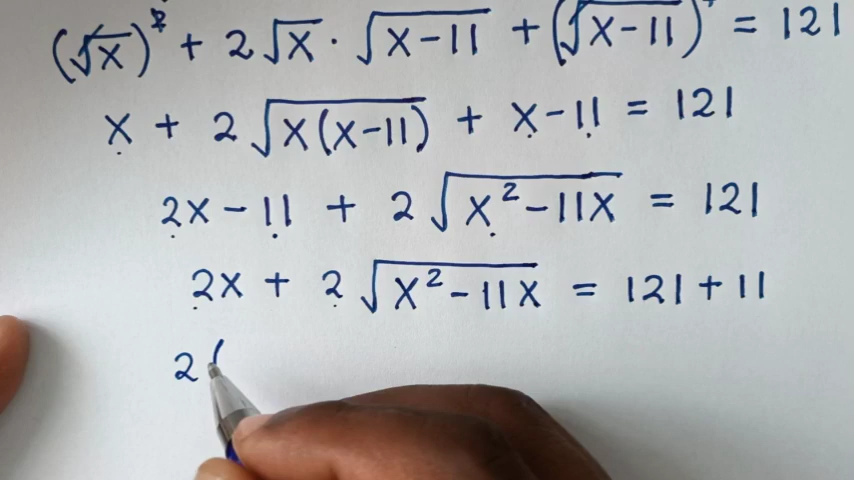 (√x)² + 2√x · √x-11 + (√x-11)² = 121
x + 2√x(x-11) + x-11 = 121
2x - 11 + 2√x²-11x = 121
2x + 2√x²-11x = 121 + 11
2(